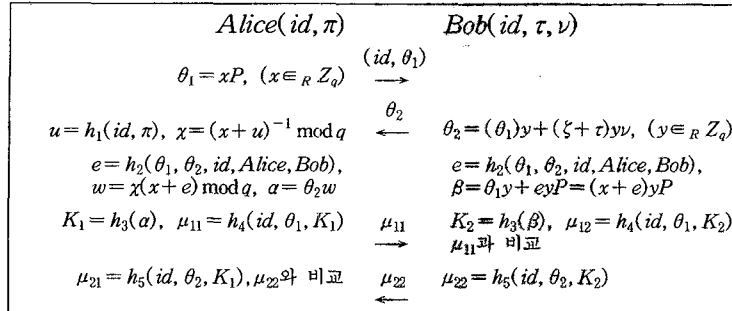 Alice(id, π) Bob(id, τ, ν)
θ₁=xP, (x∈_R Z_q) (id, θ₁) →
u=h₁(id, π), χ=(x+u)⁻¹ mod q θ₂ ← θ₂=(θ₁)y+(ζ+τ)yν, (y∈_R Z_q)
e=h₂(θ₁, θ₂, id, Alice, Bob), e=h₂(θ₁, θ₂, id, Alice, Bob),
w=χ(x+e) mod q, α=θ₂w β=θ₁y+eyP=(x+e)yP
K₁=h₃(α), μ₁₁=h₄(id, θ₁, K₁) μ₁₁ → K₂=h₃(β), μ₁₂=h₄(id, θ₁, K₂)
μ₁₁과 비교
μ₂₁=h₅(id, θ₂, K₁), μ₂₂와 비교 μ₂₂ ← μ₂₂=h₅(id, θ₂, K₂)